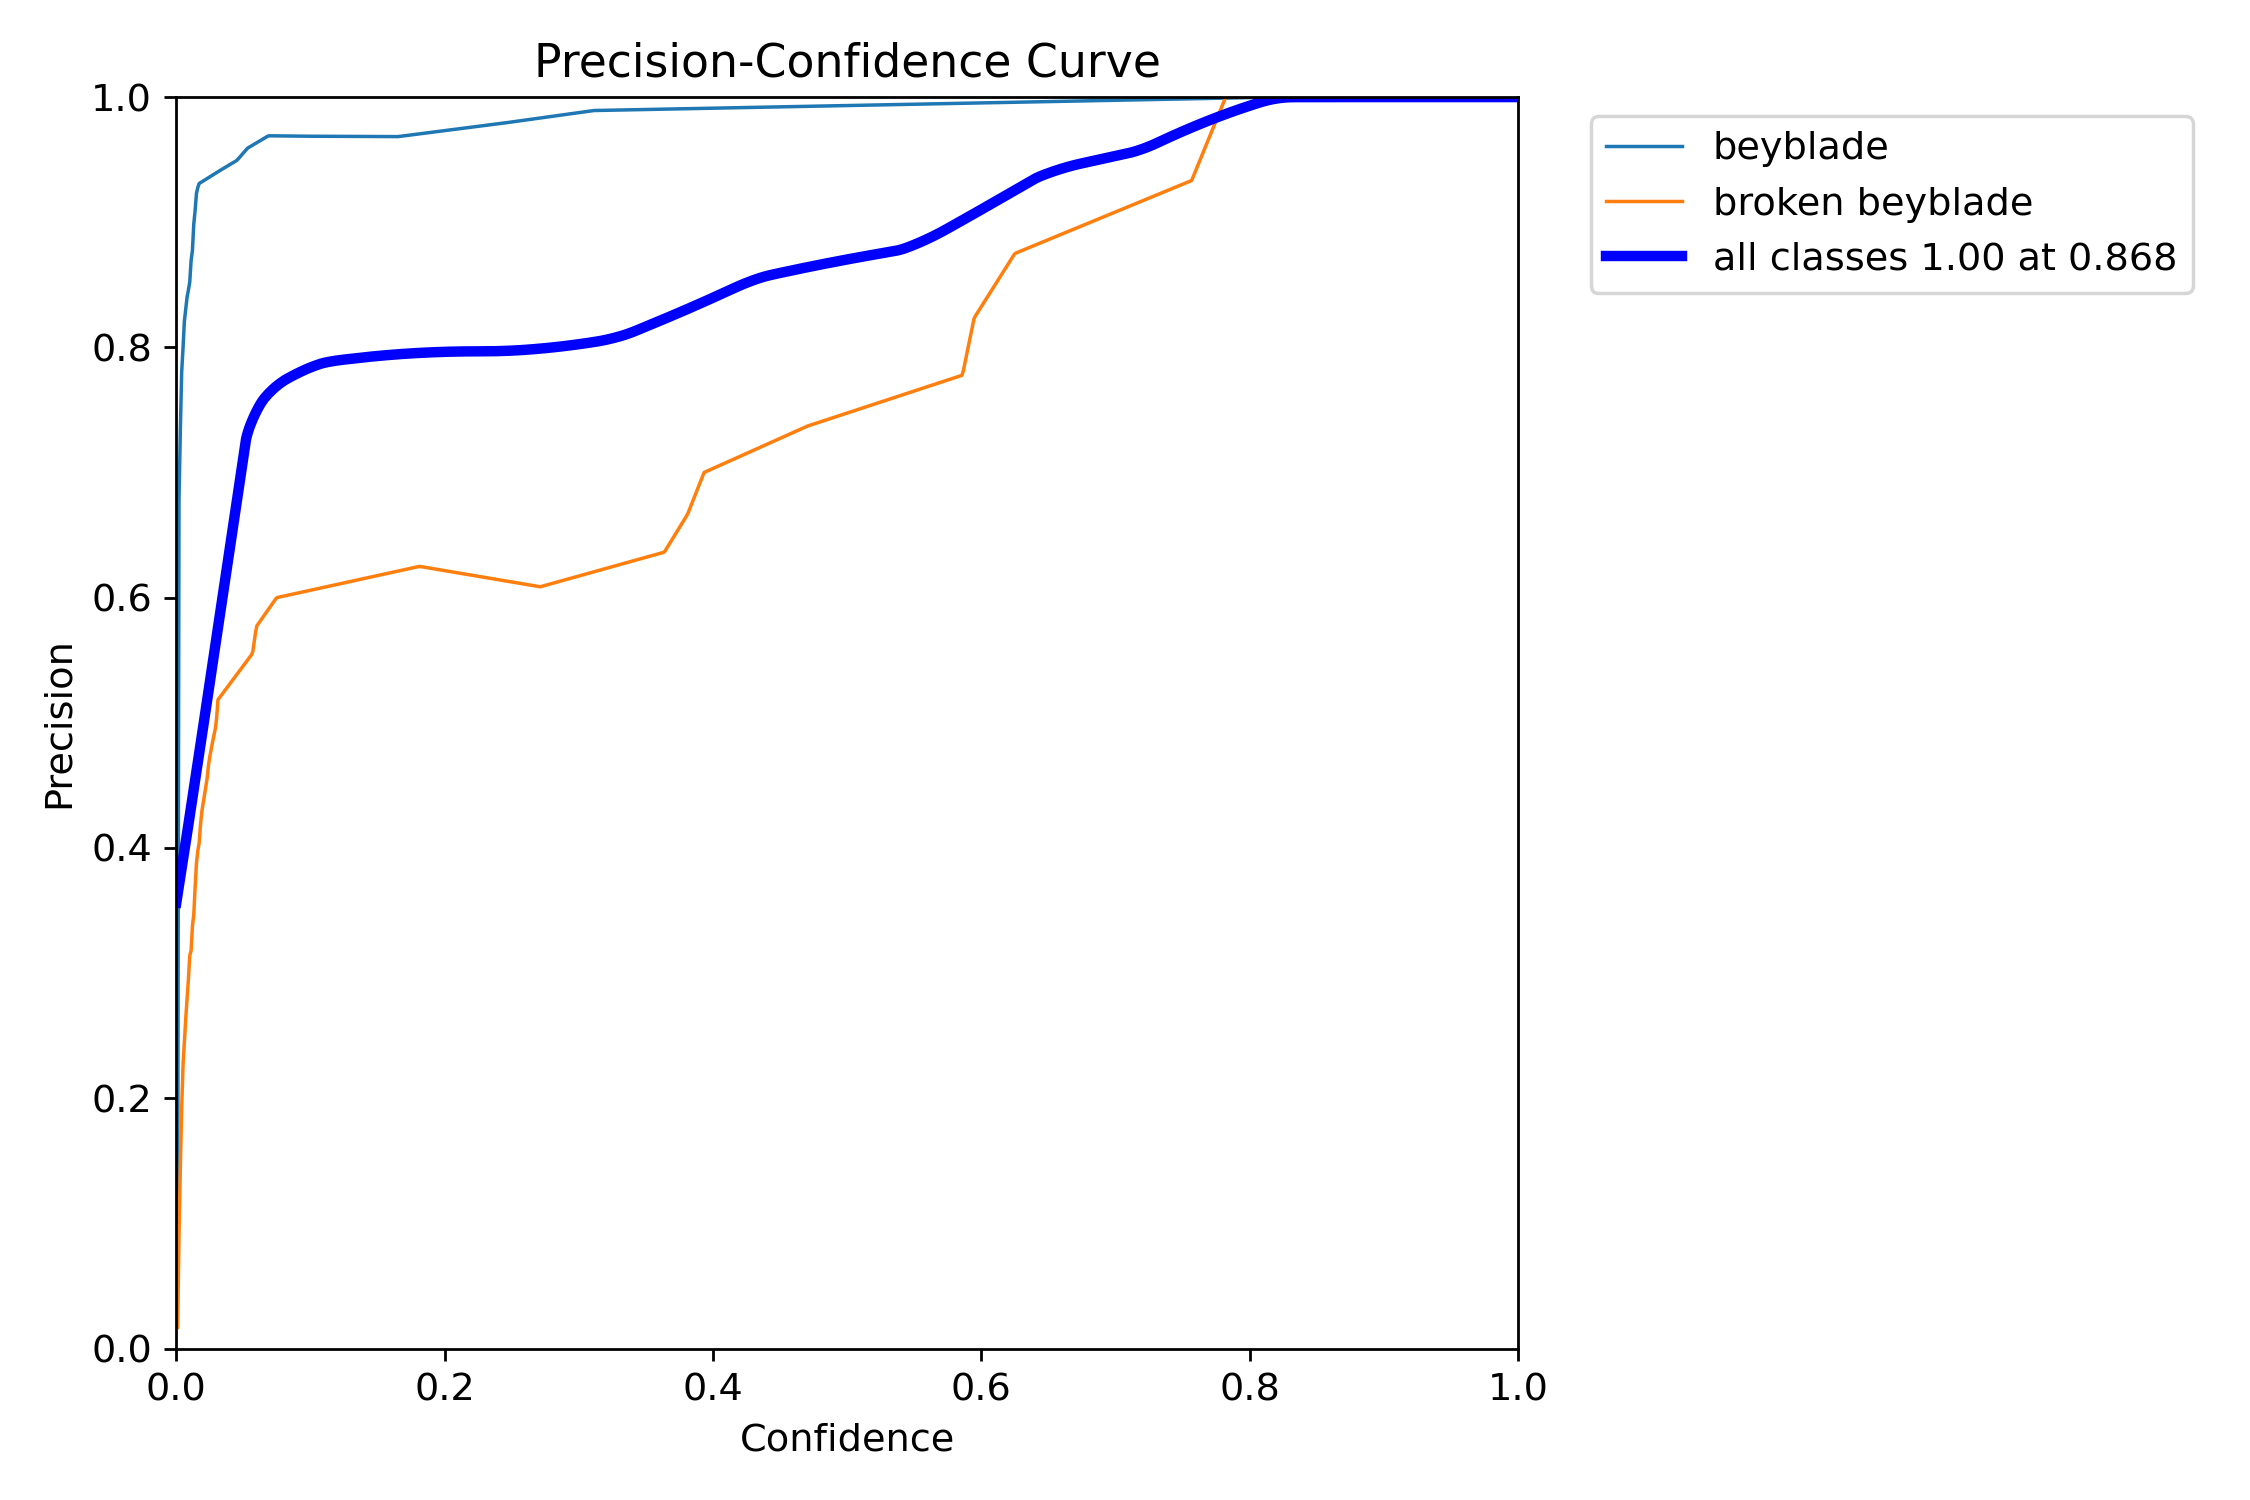 Precision-Confidence Curve
1.0
0.8
0.6
0.4
0.2
0.0
Precision
0.0 0.2 0.4 0.6 0.8 1.0
Confidence
beyblade
broken beyblade
all classes 1.00 at 0.868